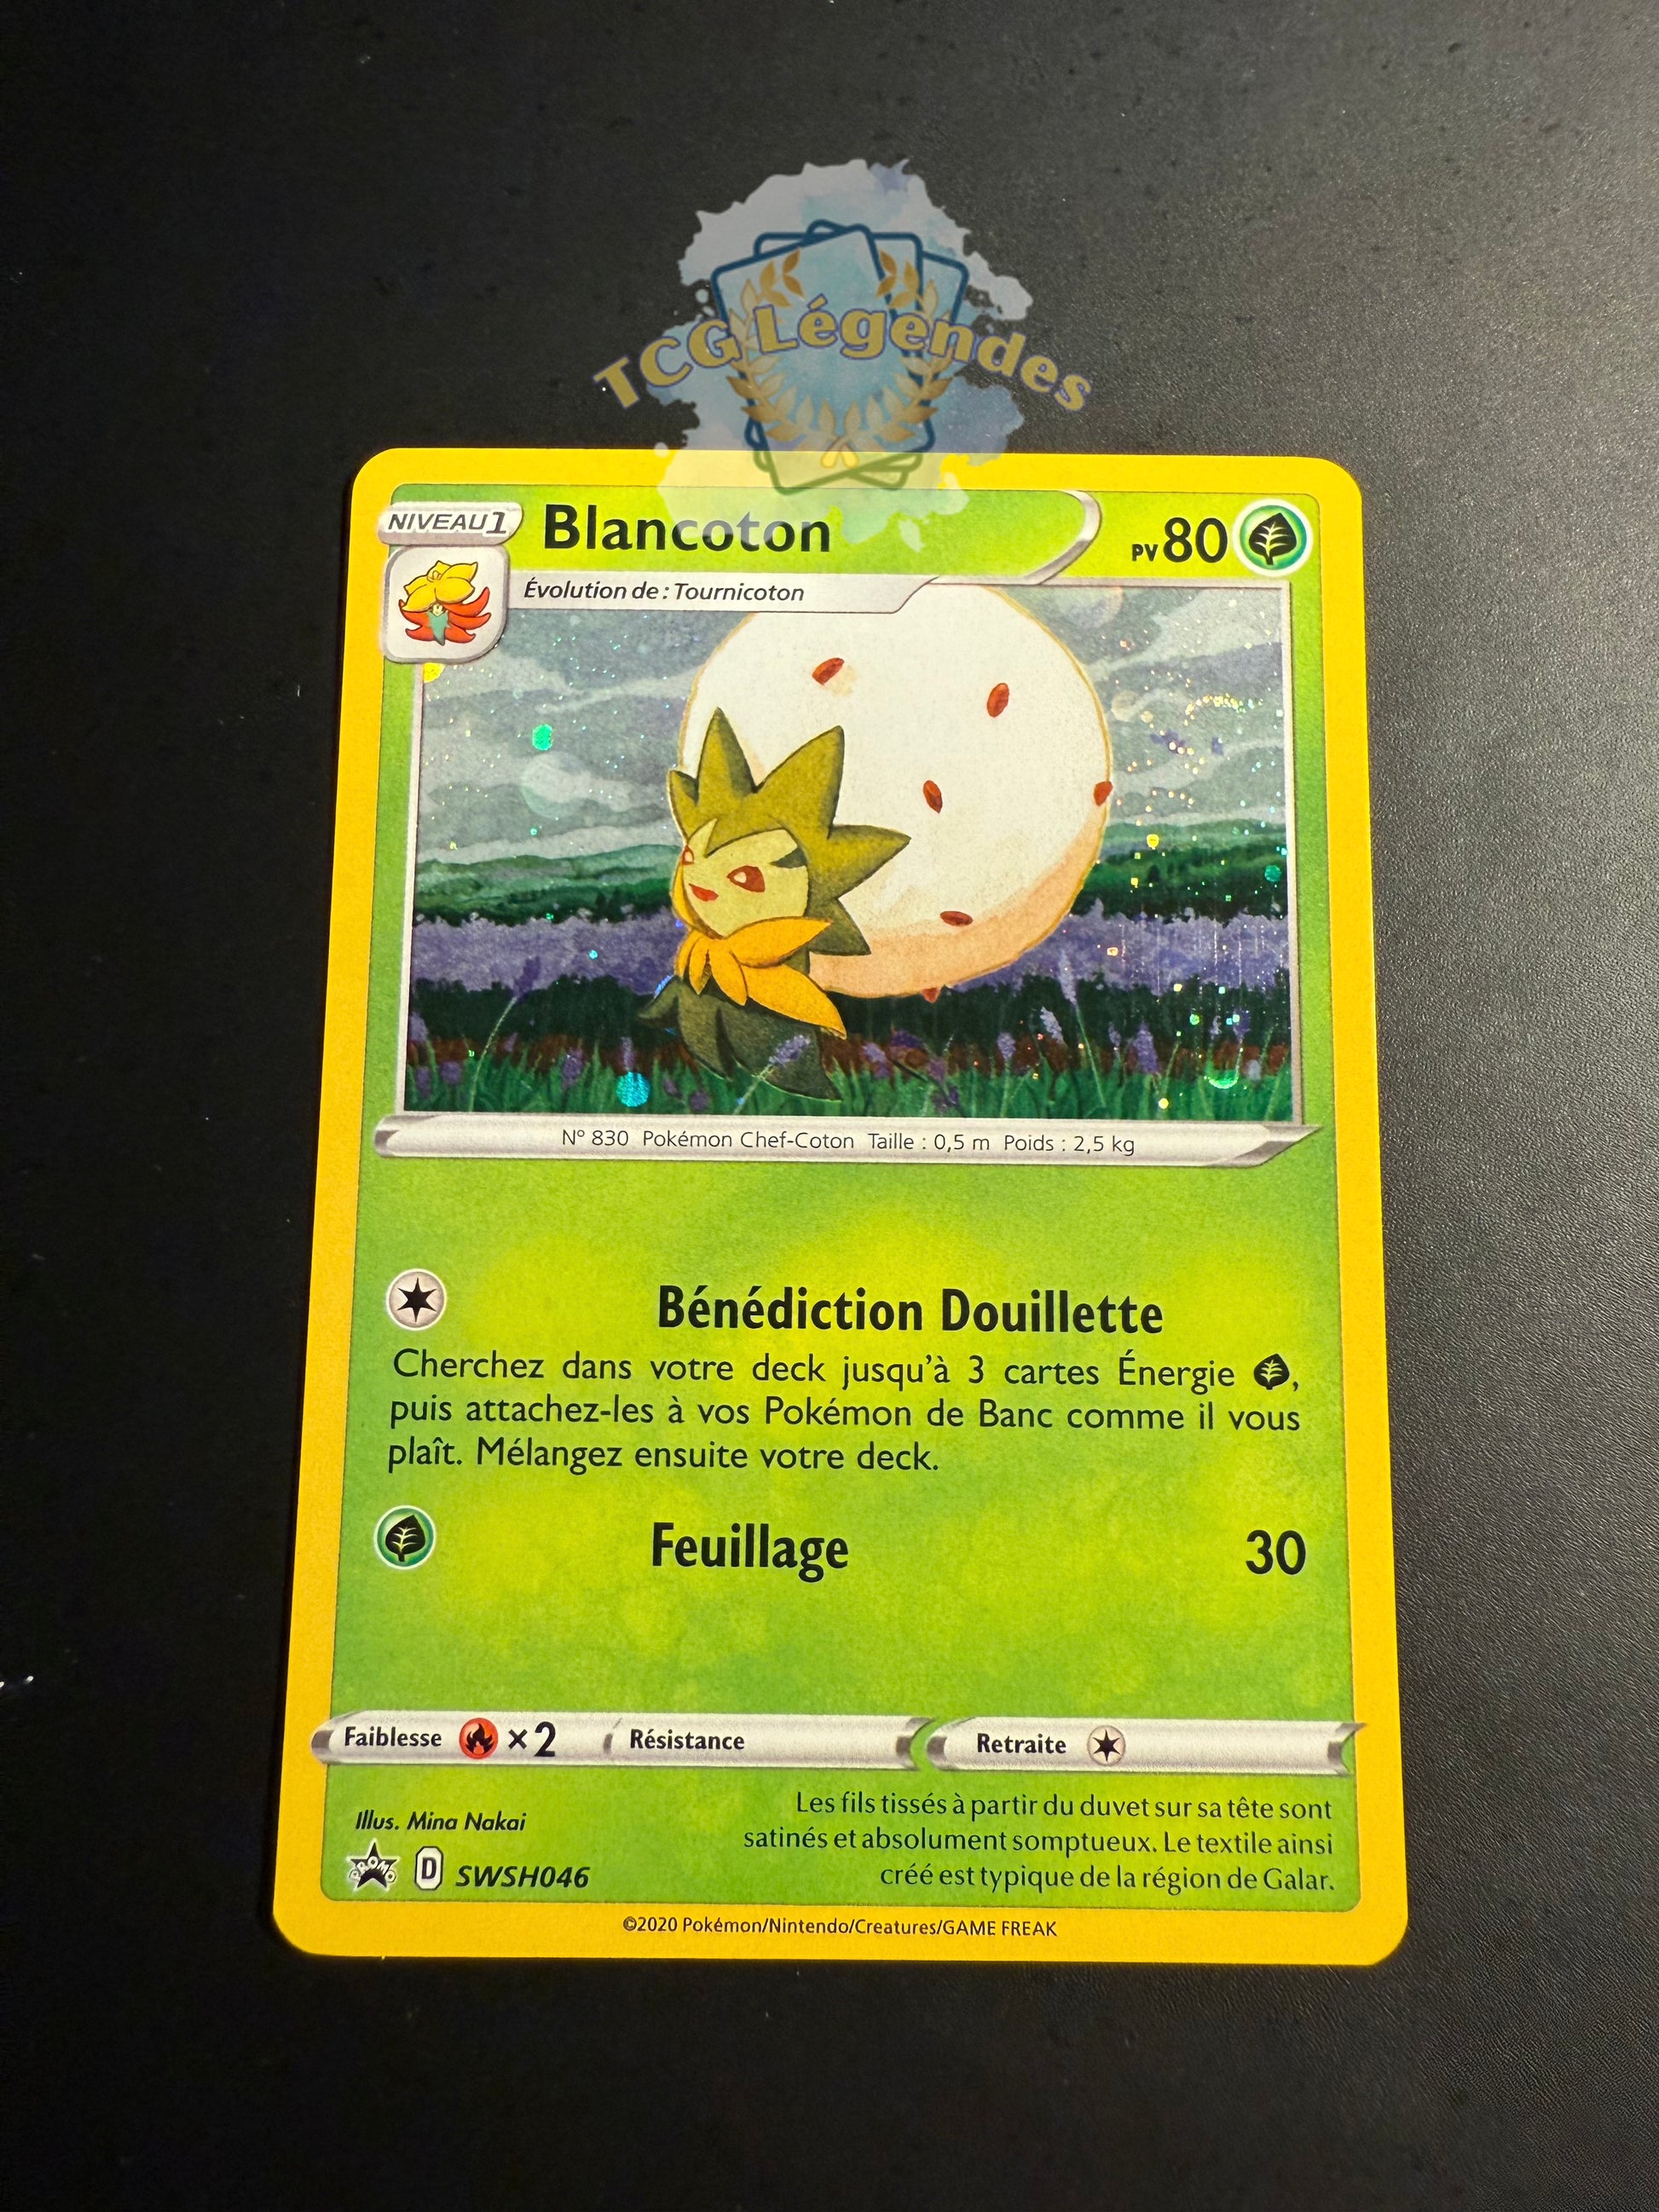 TCG Légendes
NIVEAU 1
Blancoton
PV 80
Évolution de : Tournicoton
N° 830 Pokémon Chef-Coton Taille : 0,5 m Poids : 2,5 kg
Bénédiction Douillette
Cherchez dans votre deck jusqu'à 3 cartes Énergie ,
puis attachez-les à vos Pokémon de Banc comme il vous
plaît. Mélangez ensuite votre deck.
Feuillage 30
Faiblesse ×2 Résistance Retraite
Illus. Mina Nakai
PROMO D SWSH046
Les fils tissés à partir du duvet sur sa tête sont
satinés et absolument somptueux. Le textile ainsi
créé est typique de la région de Galar.
©2020 Pokémon/Nintendo/Creatures/GAME FREAK